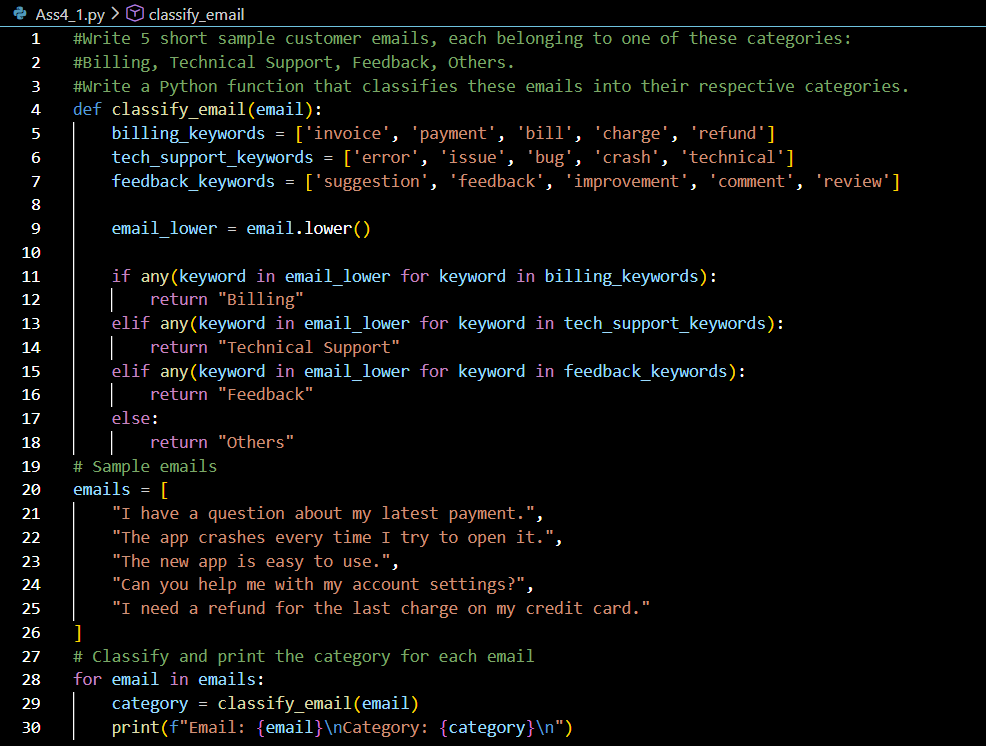 Ass4_1.py > classify_email
1 #Write 5 short sample customer emails, each belonging to one of these categories:
2 #Billing, Technical Support, Feedback, Others.
3 #Write a Python function that classifies these emails into their respective categories.
4 def classify_email(email):
5     billing_keywords = ['invoice', 'payment', 'bill', 'charge', 'refund']
6     tech_support_keywords = ['error', 'issue', 'bug', 'crash', 'technical']
7     feedback_keywords = ['suggestion', 'feedback', 'improvement', 'comment', 'review']
8
9     email_lower = email.lower()
10
11     if any(keyword in email_lower for keyword in billing_keywords):
12         return "Billing"
13     elif any(keyword in email_lower for keyword in tech_support_keywords):
14         return "Technical Support"
15     elif any(keyword in email_lower for keyword in feedback_keywords):
16         return "Feedback"
17     else:
18         return "Others"
19 # Sample emails
20 emails = [
21     "I have a question about my latest payment.",
22     "The app crashes every time I try to open it.",
23     "The new app is easy to use.",
24     "Can you help me with my account settings?",
25     "I need a refund for the last charge on my credit card."
26 ]
27 # Classify and print the category for each email
28 for email in emails:
29     category = classify_email(email)
30     print(f"Email: {email}\nCategory: {category}\n")